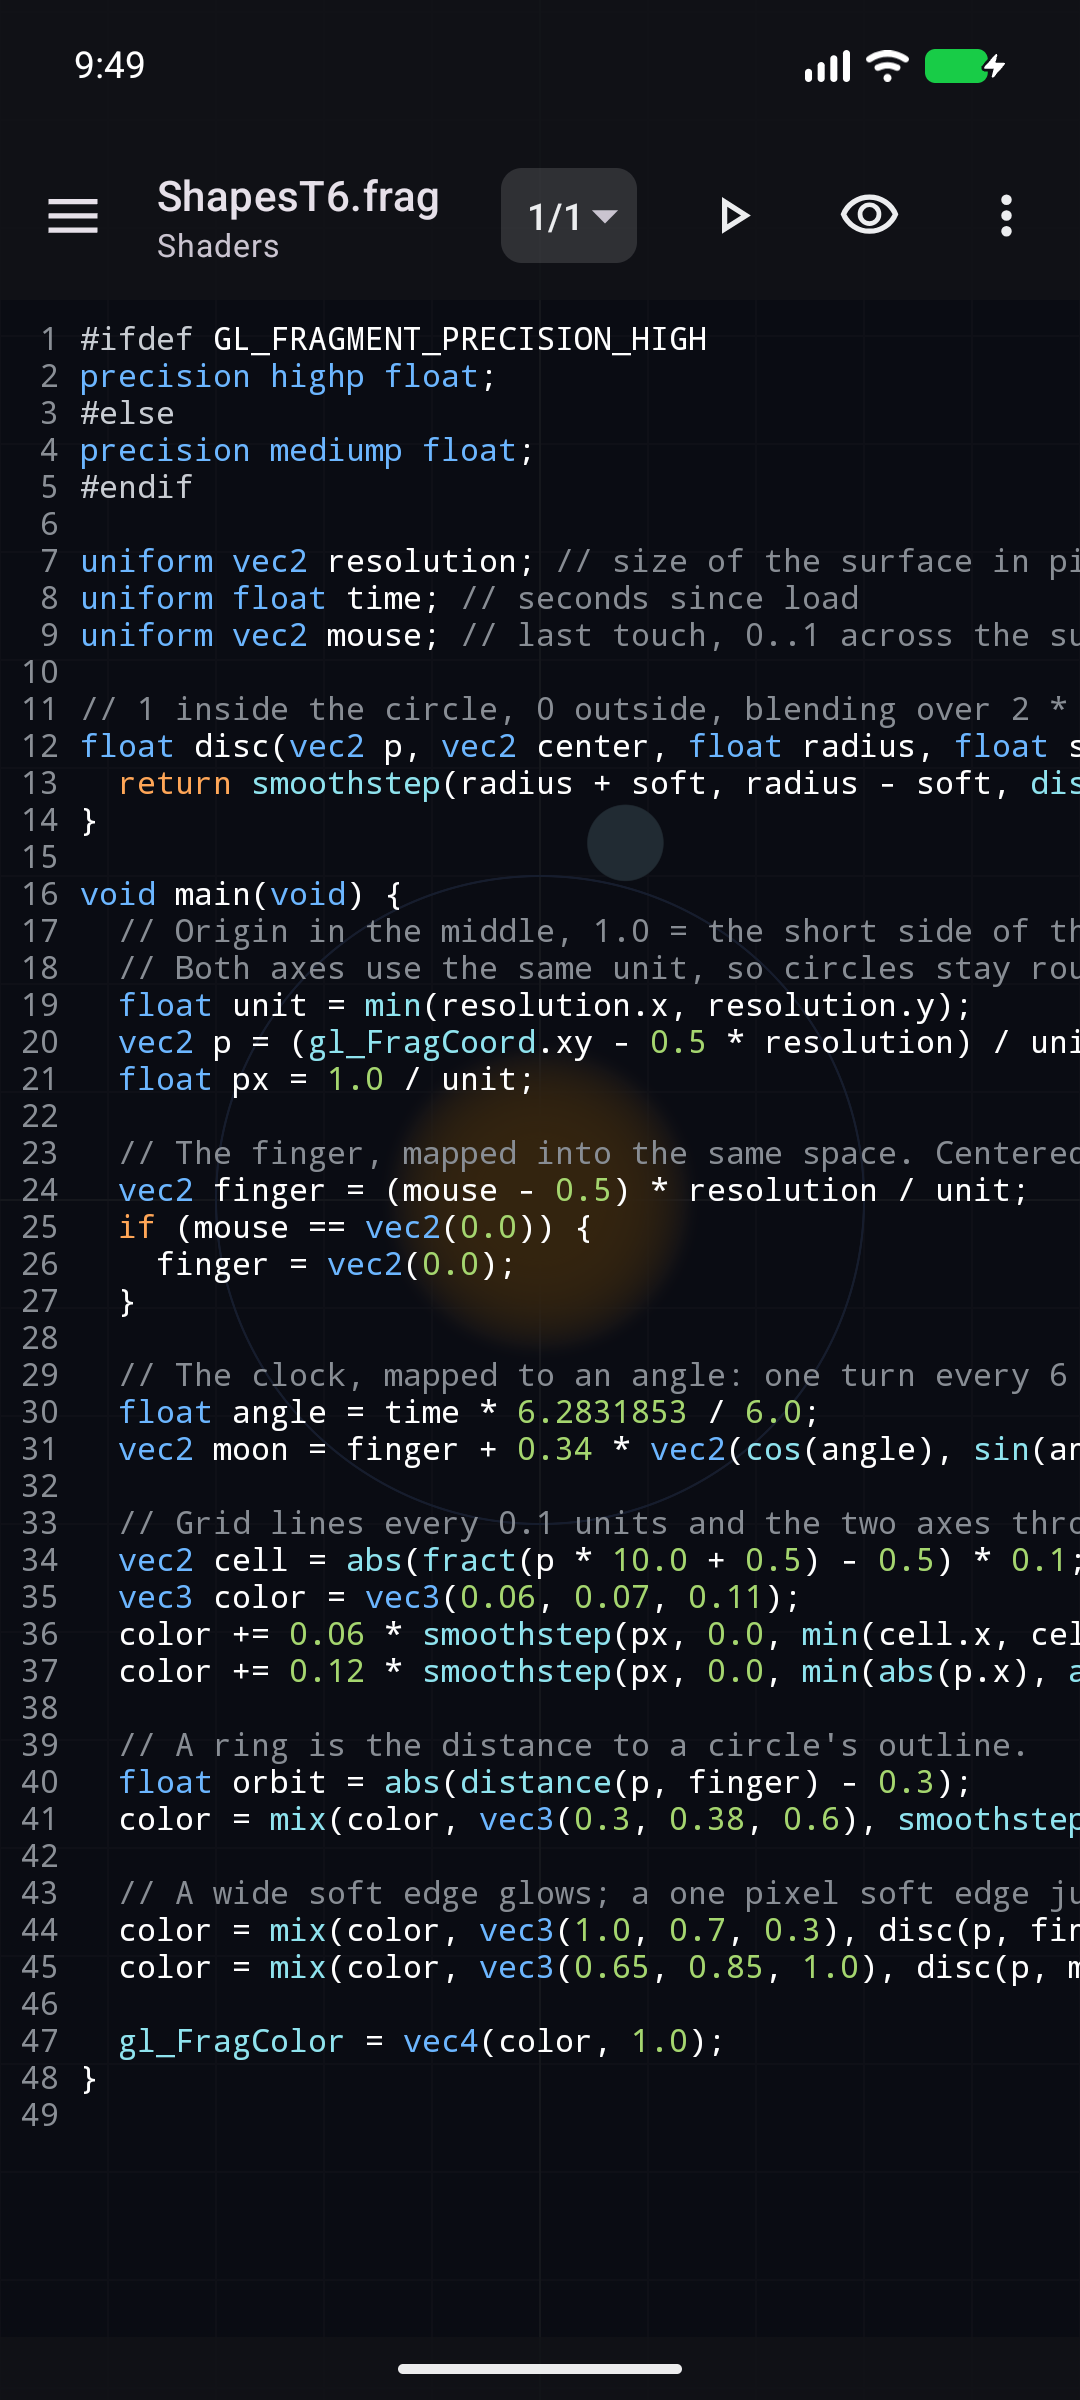 9:49
ShapesT6.frag
Shaders
1/1
1 #ifdef GL_FRAGMENT_PRECISION_HIGH
2 precision highp float;
3 #else
4 precision mediump float;
5 #endif
6
7 uniform vec2 resolution; // size of the surface in pi
8 uniform float time; // seconds since load
9 uniform vec2 mouse; // last touch, 0..1 across the su
10
11 // 1 inside the circle, 0 outside, blending over 2 *
12 float disc(vec2 p, vec2 center, float radius, float s
13   return smoothstep(radius + soft, radius - soft, dis
14 }
15
16 void main(void) {
17   // Origin in the middle, 1.0 = the short side of th
18   // Both axes use the same unit, so circles stay rou
19   float unit = min(resolution.x, resolution.y);
20   vec2 p = (gl_FragCoord.xy - 0.5 * resolution) / uni
21   float px = 1.0 / unit;
22
23   // The finger, mapped into the same space. Centered
24   vec2 finger = (mouse - 0.5) * resolution / unit;
25   if (mouse == vec2(0.0)) {
26     finger = vec2(0.0);
27   }
28
29   // The clock, mapped to an angle: one turn every 6
30   float angle = time * 6.2831853 / 6.0;
31   vec2 moon = finger + 0.34 * vec2(cos(angle), sin(an
32
33   // Grid lines every 0.1 units and the two axes thro
34   vec2 cell = abs(fract(p * 10.0 + 0.5) - 0.5) * 0.1;
35   vec3 color = vec3(0.06, 0.07, 0.11);
36   color += 0.06 * smoothstep(px, 0.0, min(cell.x, cel
37   color += 0.12 * smoothstep(px, 0.0, min(abs(p.x), a
38
39   // A ring is the distance to a circle's outline.
40   float orbit = abs(distance(p, finger) - 0.3);
41   color = mix(color, vec3(0.3, 0.38, 0.6), smoothstep
42
43   // A wide soft edge glows; a one pixel soft edge ju
44   color = mix(color, vec3(1.0, 0.7, 0.3), disc(p, fin
45   color = mix(color, vec3(0.65, 0.85, 1.0), disc(p, m
46
47   gl_FragColor = vec4(color, 1.0);
48 }
49